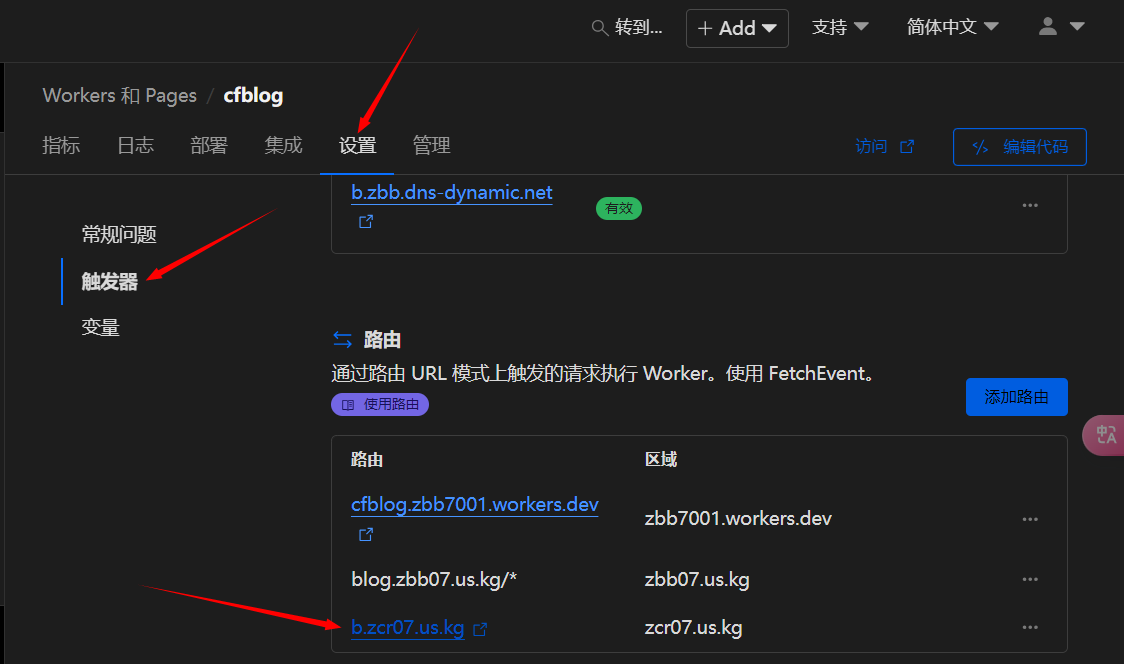 转到...
+ Add
支持
简体中文
Workers 和 Pages / cfblog
指标 日志 部署 集成 设置 管理
访问
</> 编辑代码
b.zbb.dns-dynamic.net
有效
...
常规问题
触发器
变量
路由
通过路由 URL 模式上触发的请求执行 Worker。使用 FetchEvent。
使用路由
添加路由
路由 区域
cfblog.zbb7001.workers.dev zbb7001.workers.dev ...
blog.zbb07.us.kg/* zbb07.us.kg ...
b.zcr07.us.kg zcr07.us.kg ...
中A